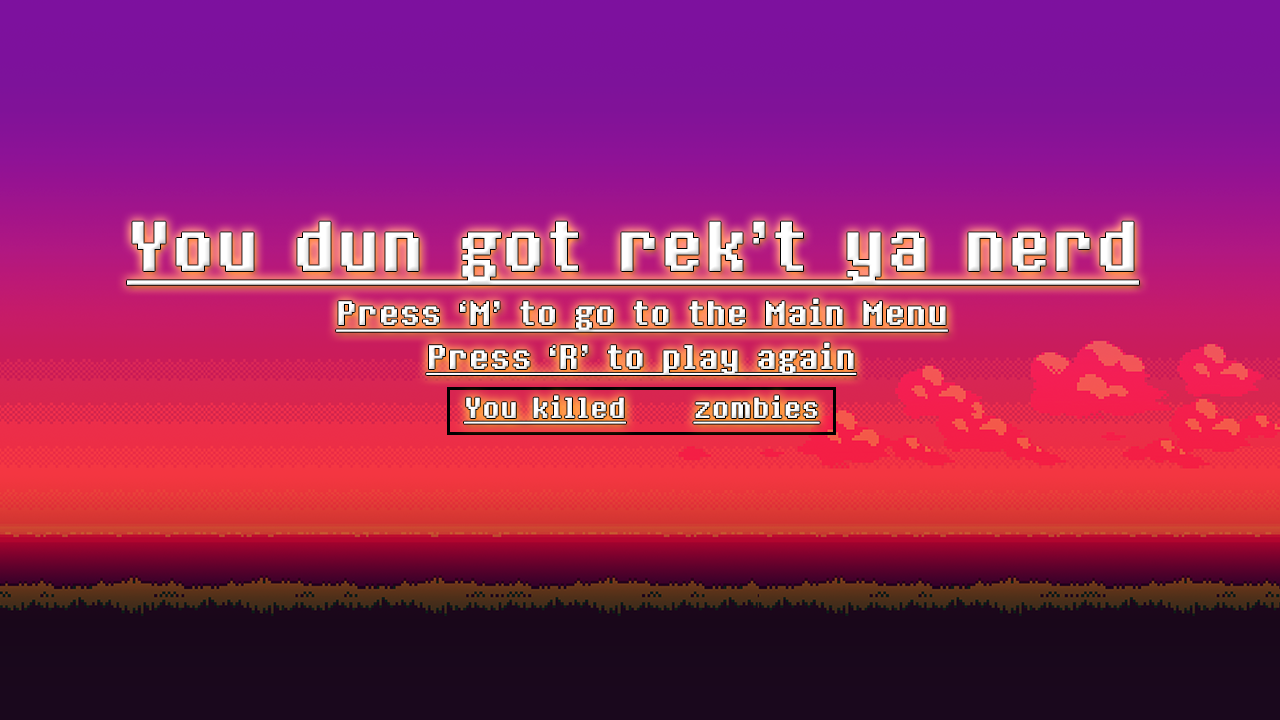 You dun got rek't ya nerd
Press ‘M’ to go to the Main Menu
Press ‘R’ to play again
You killed zombies